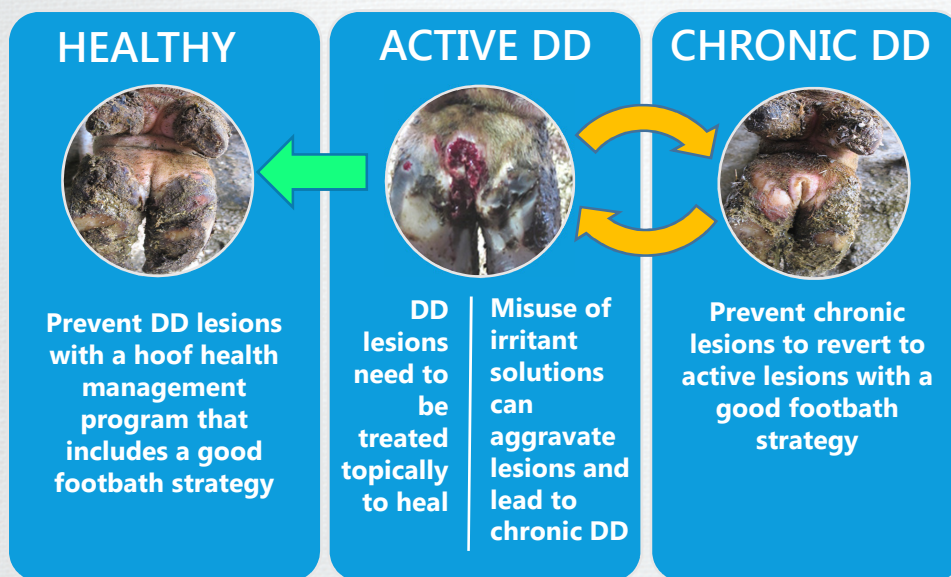 HEALTHY
Prevent DD lesions
with a hoof health
management
program that
includes a good
footbath strategy
ACTIVE DD
DD
lesions
need to
be
treated
topically
to heal
Misuse of
irritant
solutions
can
aggravate
lesions and
lead to
chronic DD
CHRONIC DD
Prevent chronic
lesions to revert to
active lesions with a
good footbath
strategy